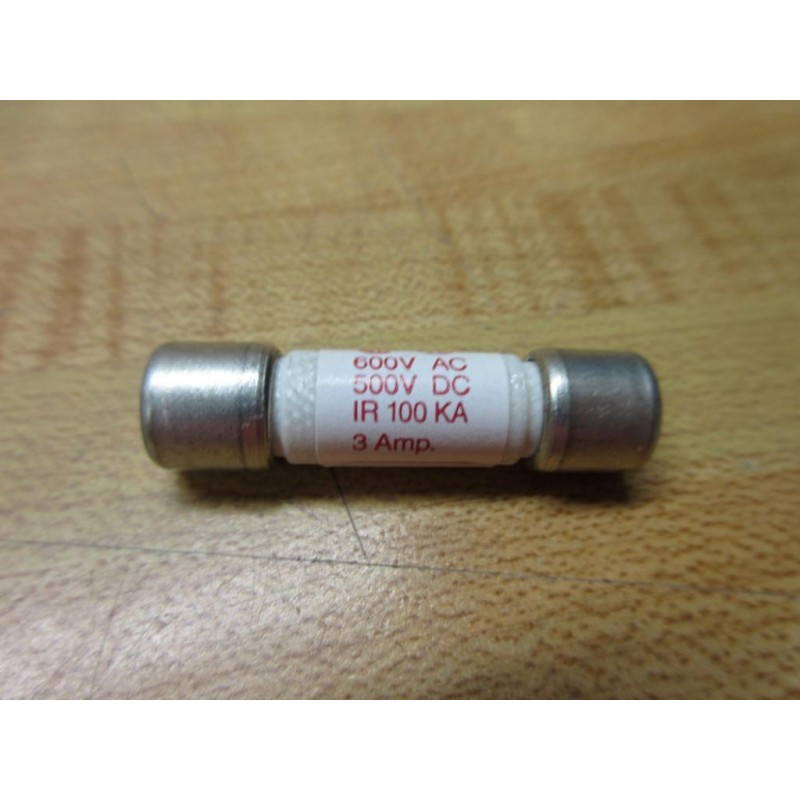 600V AC
500V DC
IR 100 KA
3 Amp.